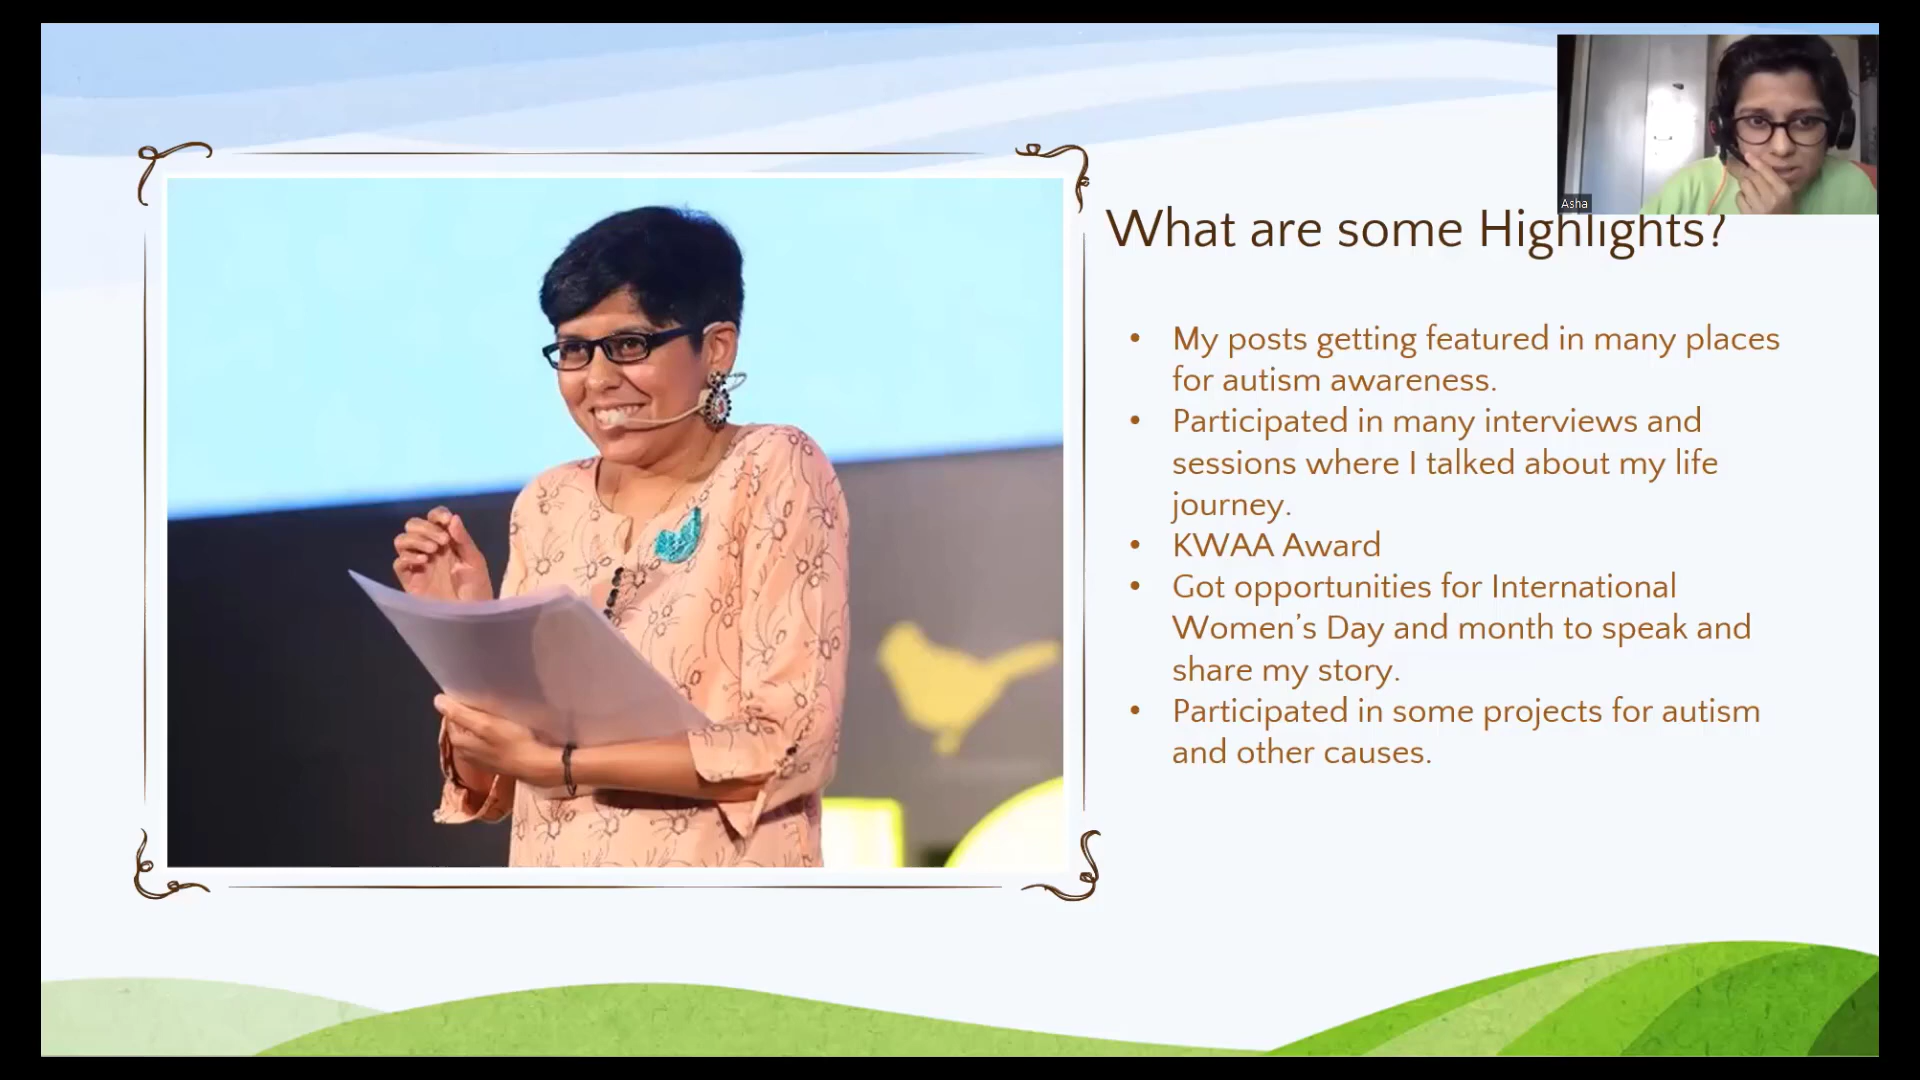 Asha
What are some Highlights?
• My posts getting featured in many places
for autism awareness.
• Participated in many interviews and
sessions where I talked about my life
journey.
• KWAA Award
• Got opportunities for International
Women’s Day and month to speak and
share my story.
• Participated in some projects for autism
and other causes.